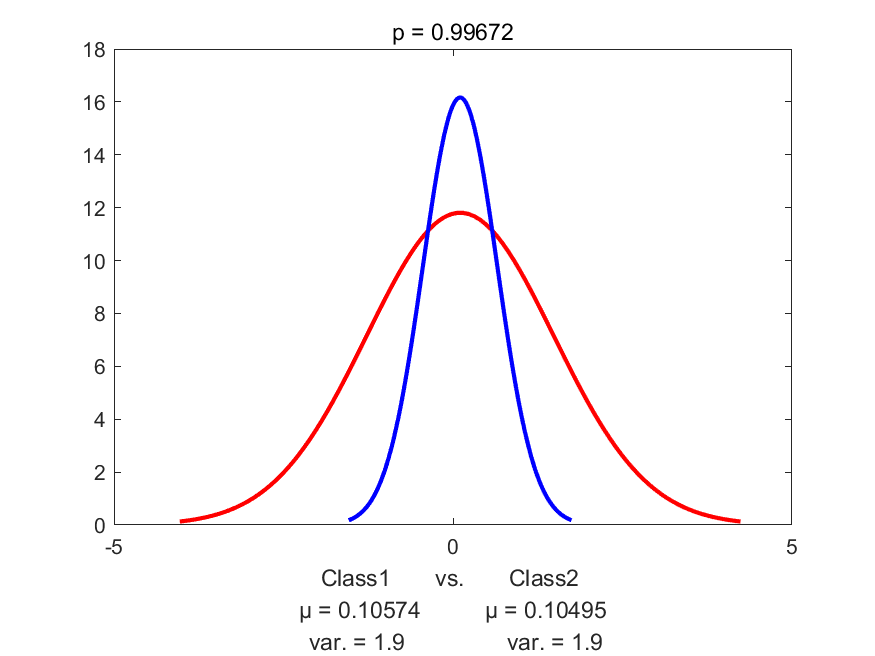 p = 0.99672
18
16
14
12
10
8
6
4
2
0
-5 0 5
Class1 vs. Class2
μ = 0.10574 μ = 0.10495
var. = 1.9 var. = 1.9